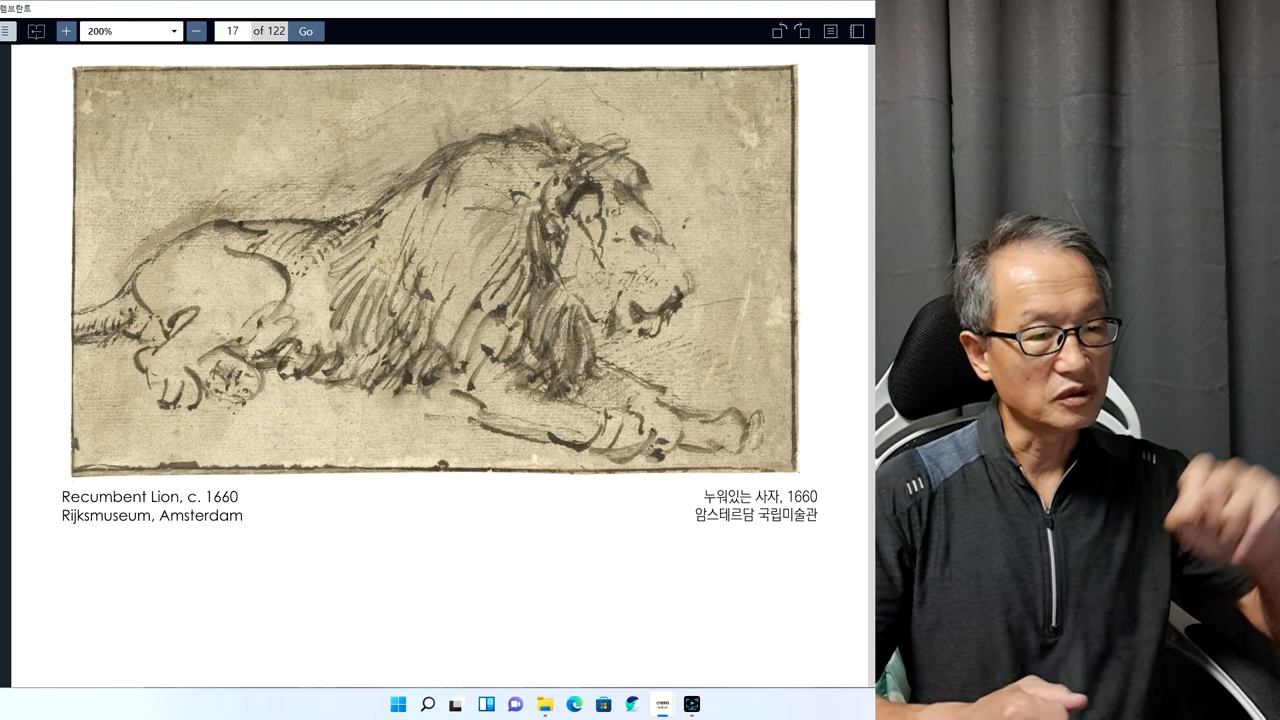 렘브란트
200%
17 of 122 Go
Recumbent Lion, c. 1660
Rijksmuseum, Amsterdam
누워있는 사자, 1660
암스테르담 국립미술관